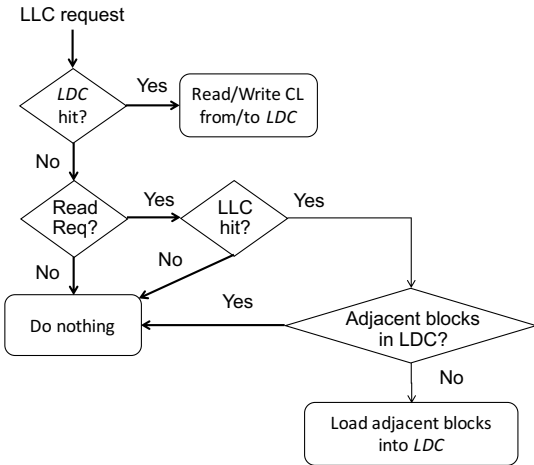 LLC request
LDC
hit?
Yes
Read/Write CL
from/to LDC
No
Read
Req?
Yes
LLC
hit?
Yes
No
No
Do nothing
Yes
Adjacent blocks
in LDC?
No
Load adjacent blocks
into LDC